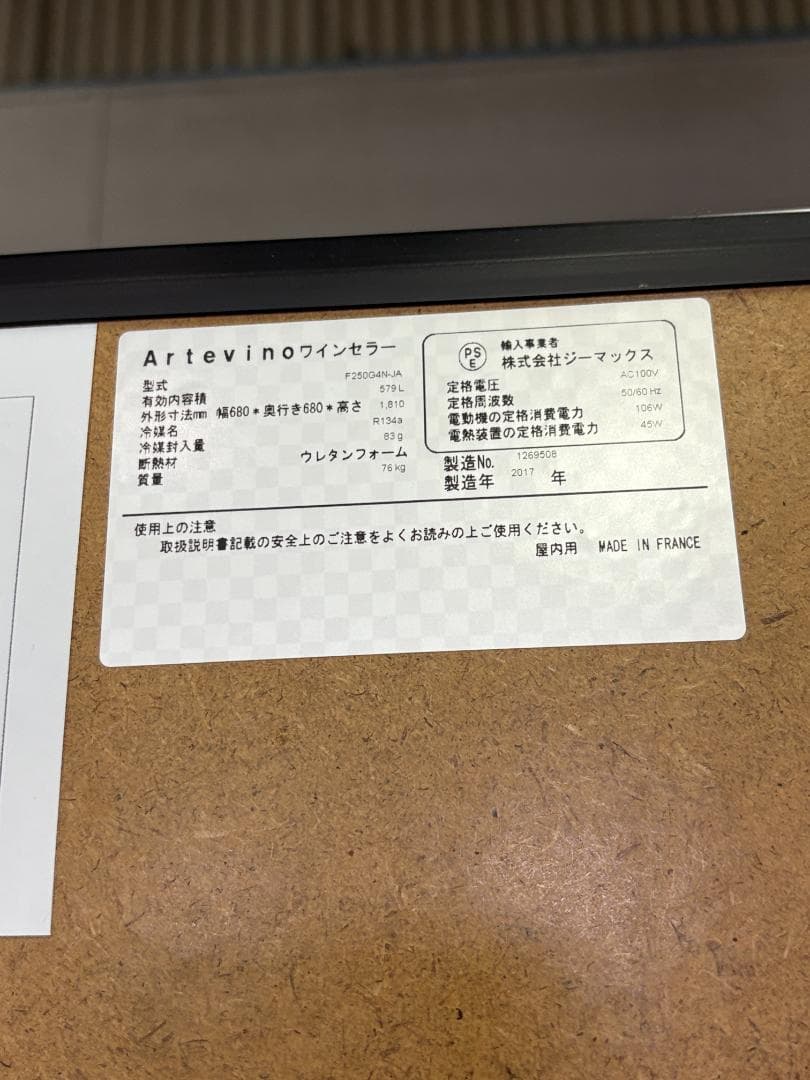 Artevinoワインセラー
型式 F250G4N-JA
有効内容積 579 L
外形寸法mm 幅680＊奥行き680＊高さ 1,810
冷媒名 R134a
冷媒封入量 83 g
断熱材 ウレタンフォーム
質量 76 kg
PS
E
輸入事業者
株式会社ジーマックス
定格電圧 AC100V
定格周波数 50/60 Hz
電動機の定格消費電力 106W
電熱装置の定格消費電力 45W
製造No. 1269508
製造年 2017 年
使用上の注意
取扱説明書記載の安全上のご注意をよくお読みの上ご使用ください。
屋内用 MADE IN FRANCE